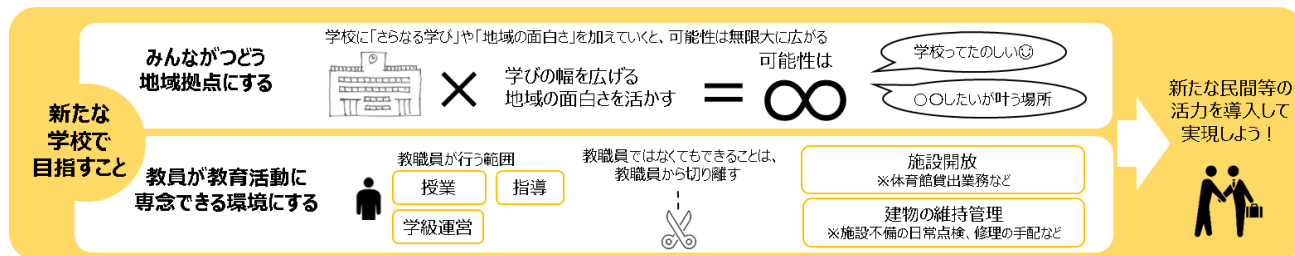 新たな
学校で
目指すこと
みんながつどう
地域拠点にする
学校に「さらなる学び」や「地域の面白さ」を加えていくと、可能性は無限大に広がる
×
学びの幅を広げる
地域の面白さを活かす
=
可能性は
∞
学校ってたのしい☺
○○したいが叶う場所
教員が教育活動に
専念できる環境にする
教職員が行う範囲
授業
指導
学級運営
教職員ではなくてもできることは、
教職員から切り離す
施設開放
※体育館貸出業務など
建物の維持管理
※施設不備の日常点検、修理の手配など
新たな民間等の
活力を導入して
実現しよう！